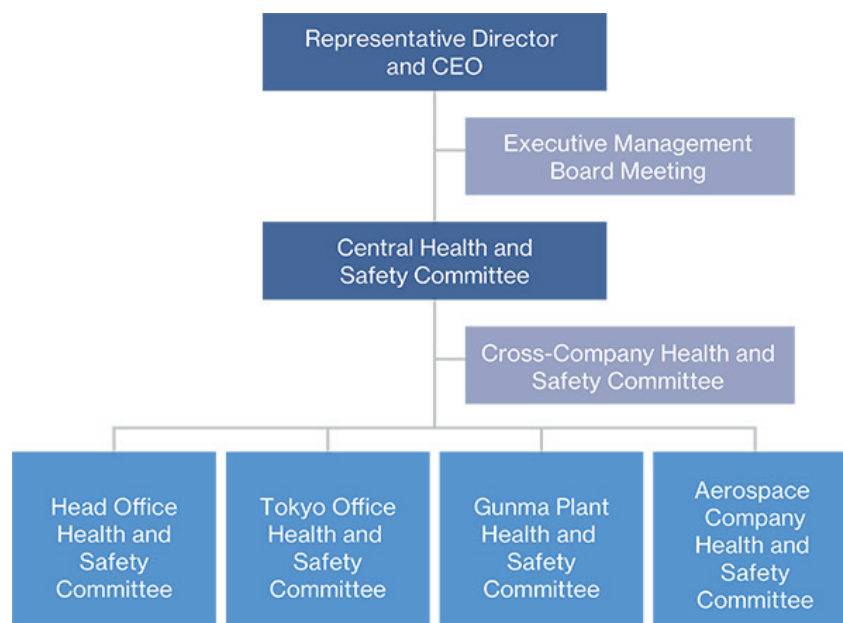 Representative Director
and CEO
Executive Management
Board Meeting
Central Health and
Safety Committee
Cross-Company Health and
Safety Committee
Head Office
Health and
Safety
Committee
Tokyo Office
Health and
Safety
Committee
Gunma Plant
Health and
Safety
Committee
Aerospace
Company
Health and
Safety
Committee